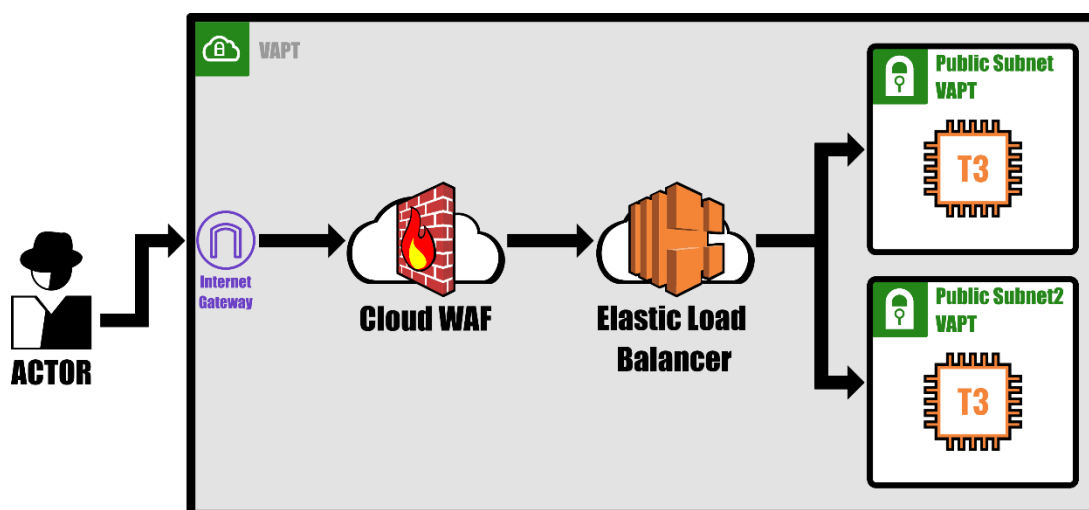 VAPT
Public Subnet
VAPT
T3
Internet
Gateway
Cloud WAF
Elastic Load
Balancer
ACTOR
Public Subnet2
VAPT
T3